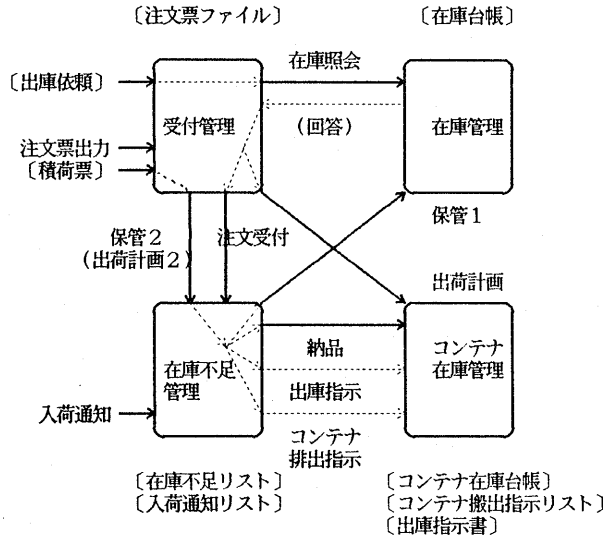 〔注文票ファイル〕
〔在庫台帳〕
在庫照会
〔出庫依頼〕
受付管理
(回答)
在庫管理
注文票出力
〔積荷票〕
保管1
保管2
注文受付
(出荷計画2)
出荷計画
納品
コンテナ
在庫不足
在庫管理
管理
出庫指示
入荷通知
コンテナ
排出指示
〔在庫不足リスト〕
〔コンテナ在庫台帳〕
〔入荷通知リスト〕
〔コンテナ搬出指示リスト〕
〔出庫指示書〕